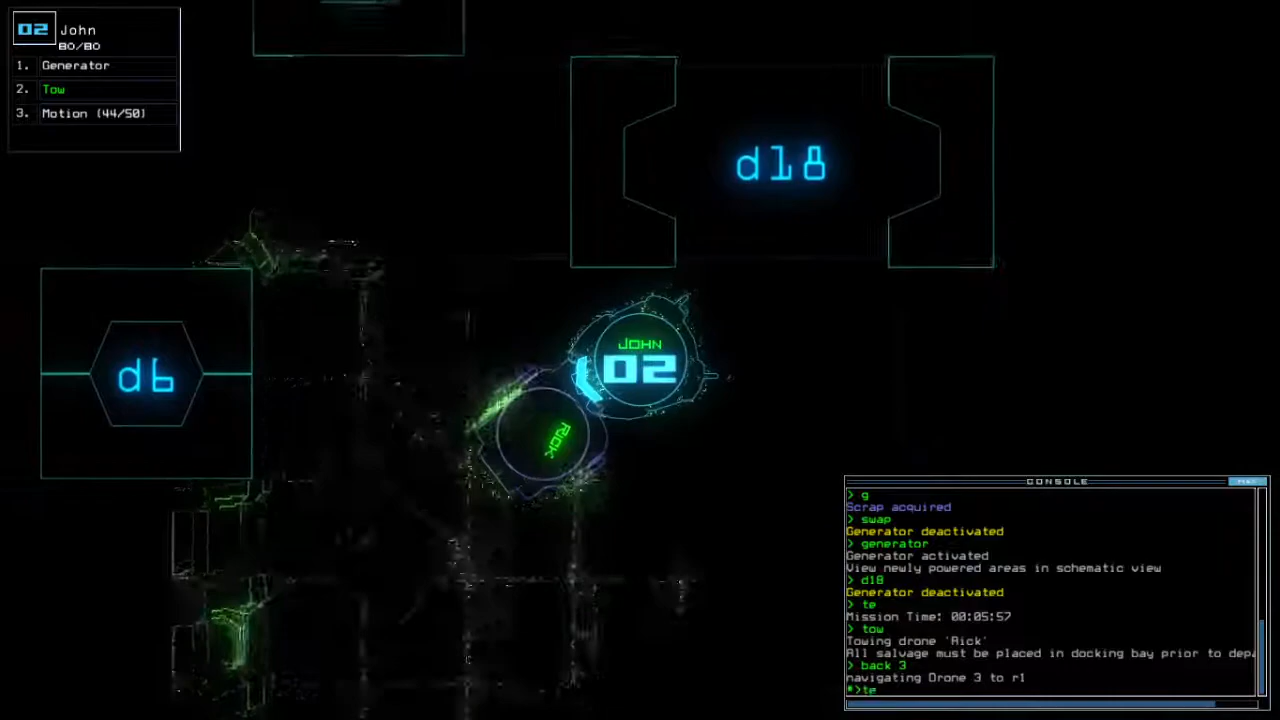 02 John
80/80
1. Generator
2. Tow
3. Motion (44/50)
d18
d6
JOHN
02
RICK
CONSOLE
> g
Scrap acquired
> swap
Generator deactivated
> generator
Generator activated
View newly powered areas in schematic view
> d18
Generator deactivated
> te
Mission Time: 00:05:57
> tow
Towing drone 'Rick'
All salvage must be placed in docking bay prior to depa
> back 3
navigating Drone 3 to r1
*>te